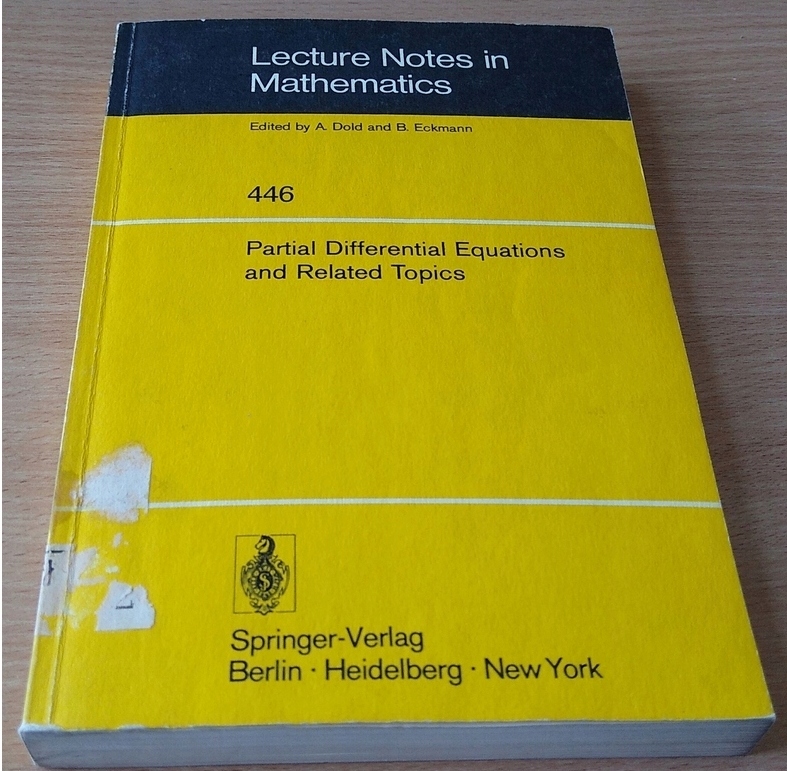 Lecture Notes in
Mathematics
Edited by A. Dold and B. Eckmann
446
Partial Differential Equations
and Related Topics
Springer-Verlag
Berlin · Heidelberg · New York